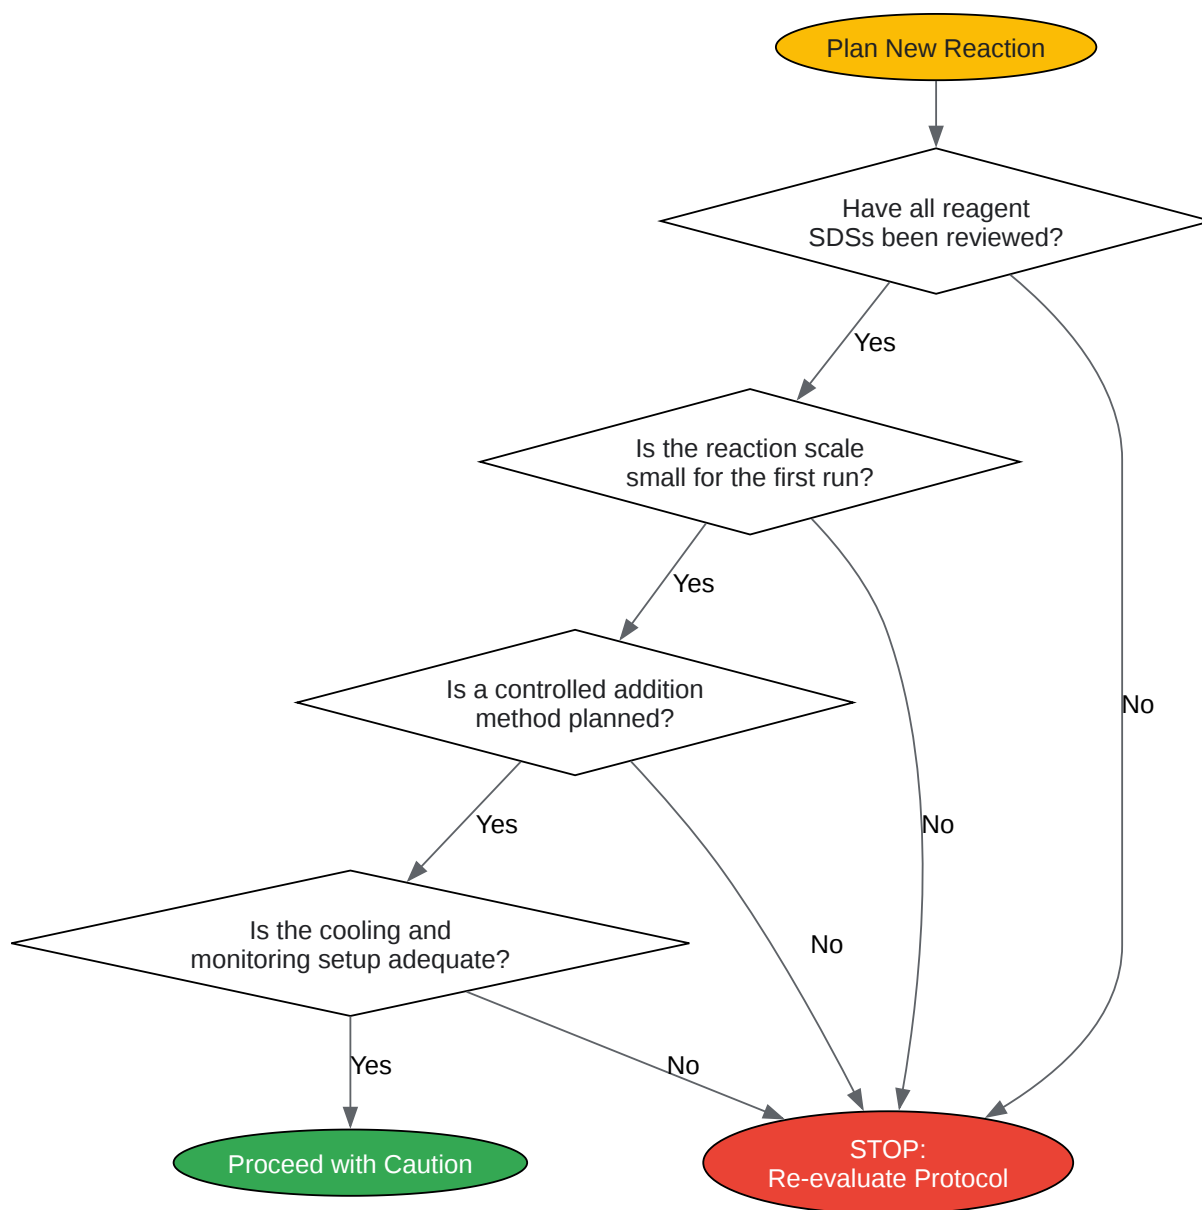 Plan New Reaction
Have all reagent
SDSs been reviewed?
Yes
Is the reaction scale
small for the first run?
Yes
Is a controlled addition
method planned?
No
Yes
No
Is the cooling and
monitoring setup adequate?
No
Yes
No
Proceed with Caution
STOP:
Re-evaluate Protocol